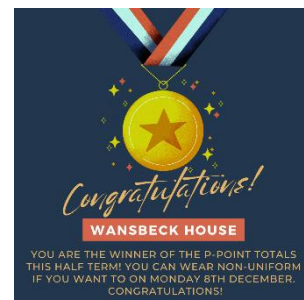 Congratulations!
WANSBECK HOUSE
YOU ARE THE WINNER OF THE P-POINT TOTALS
THIS HALF TERM! YOU CAN WEAR NON-UNIFORM
IF YOU WANT TO ON MONDAY 8TH DECEMBER.
CONGRATULATIONS!